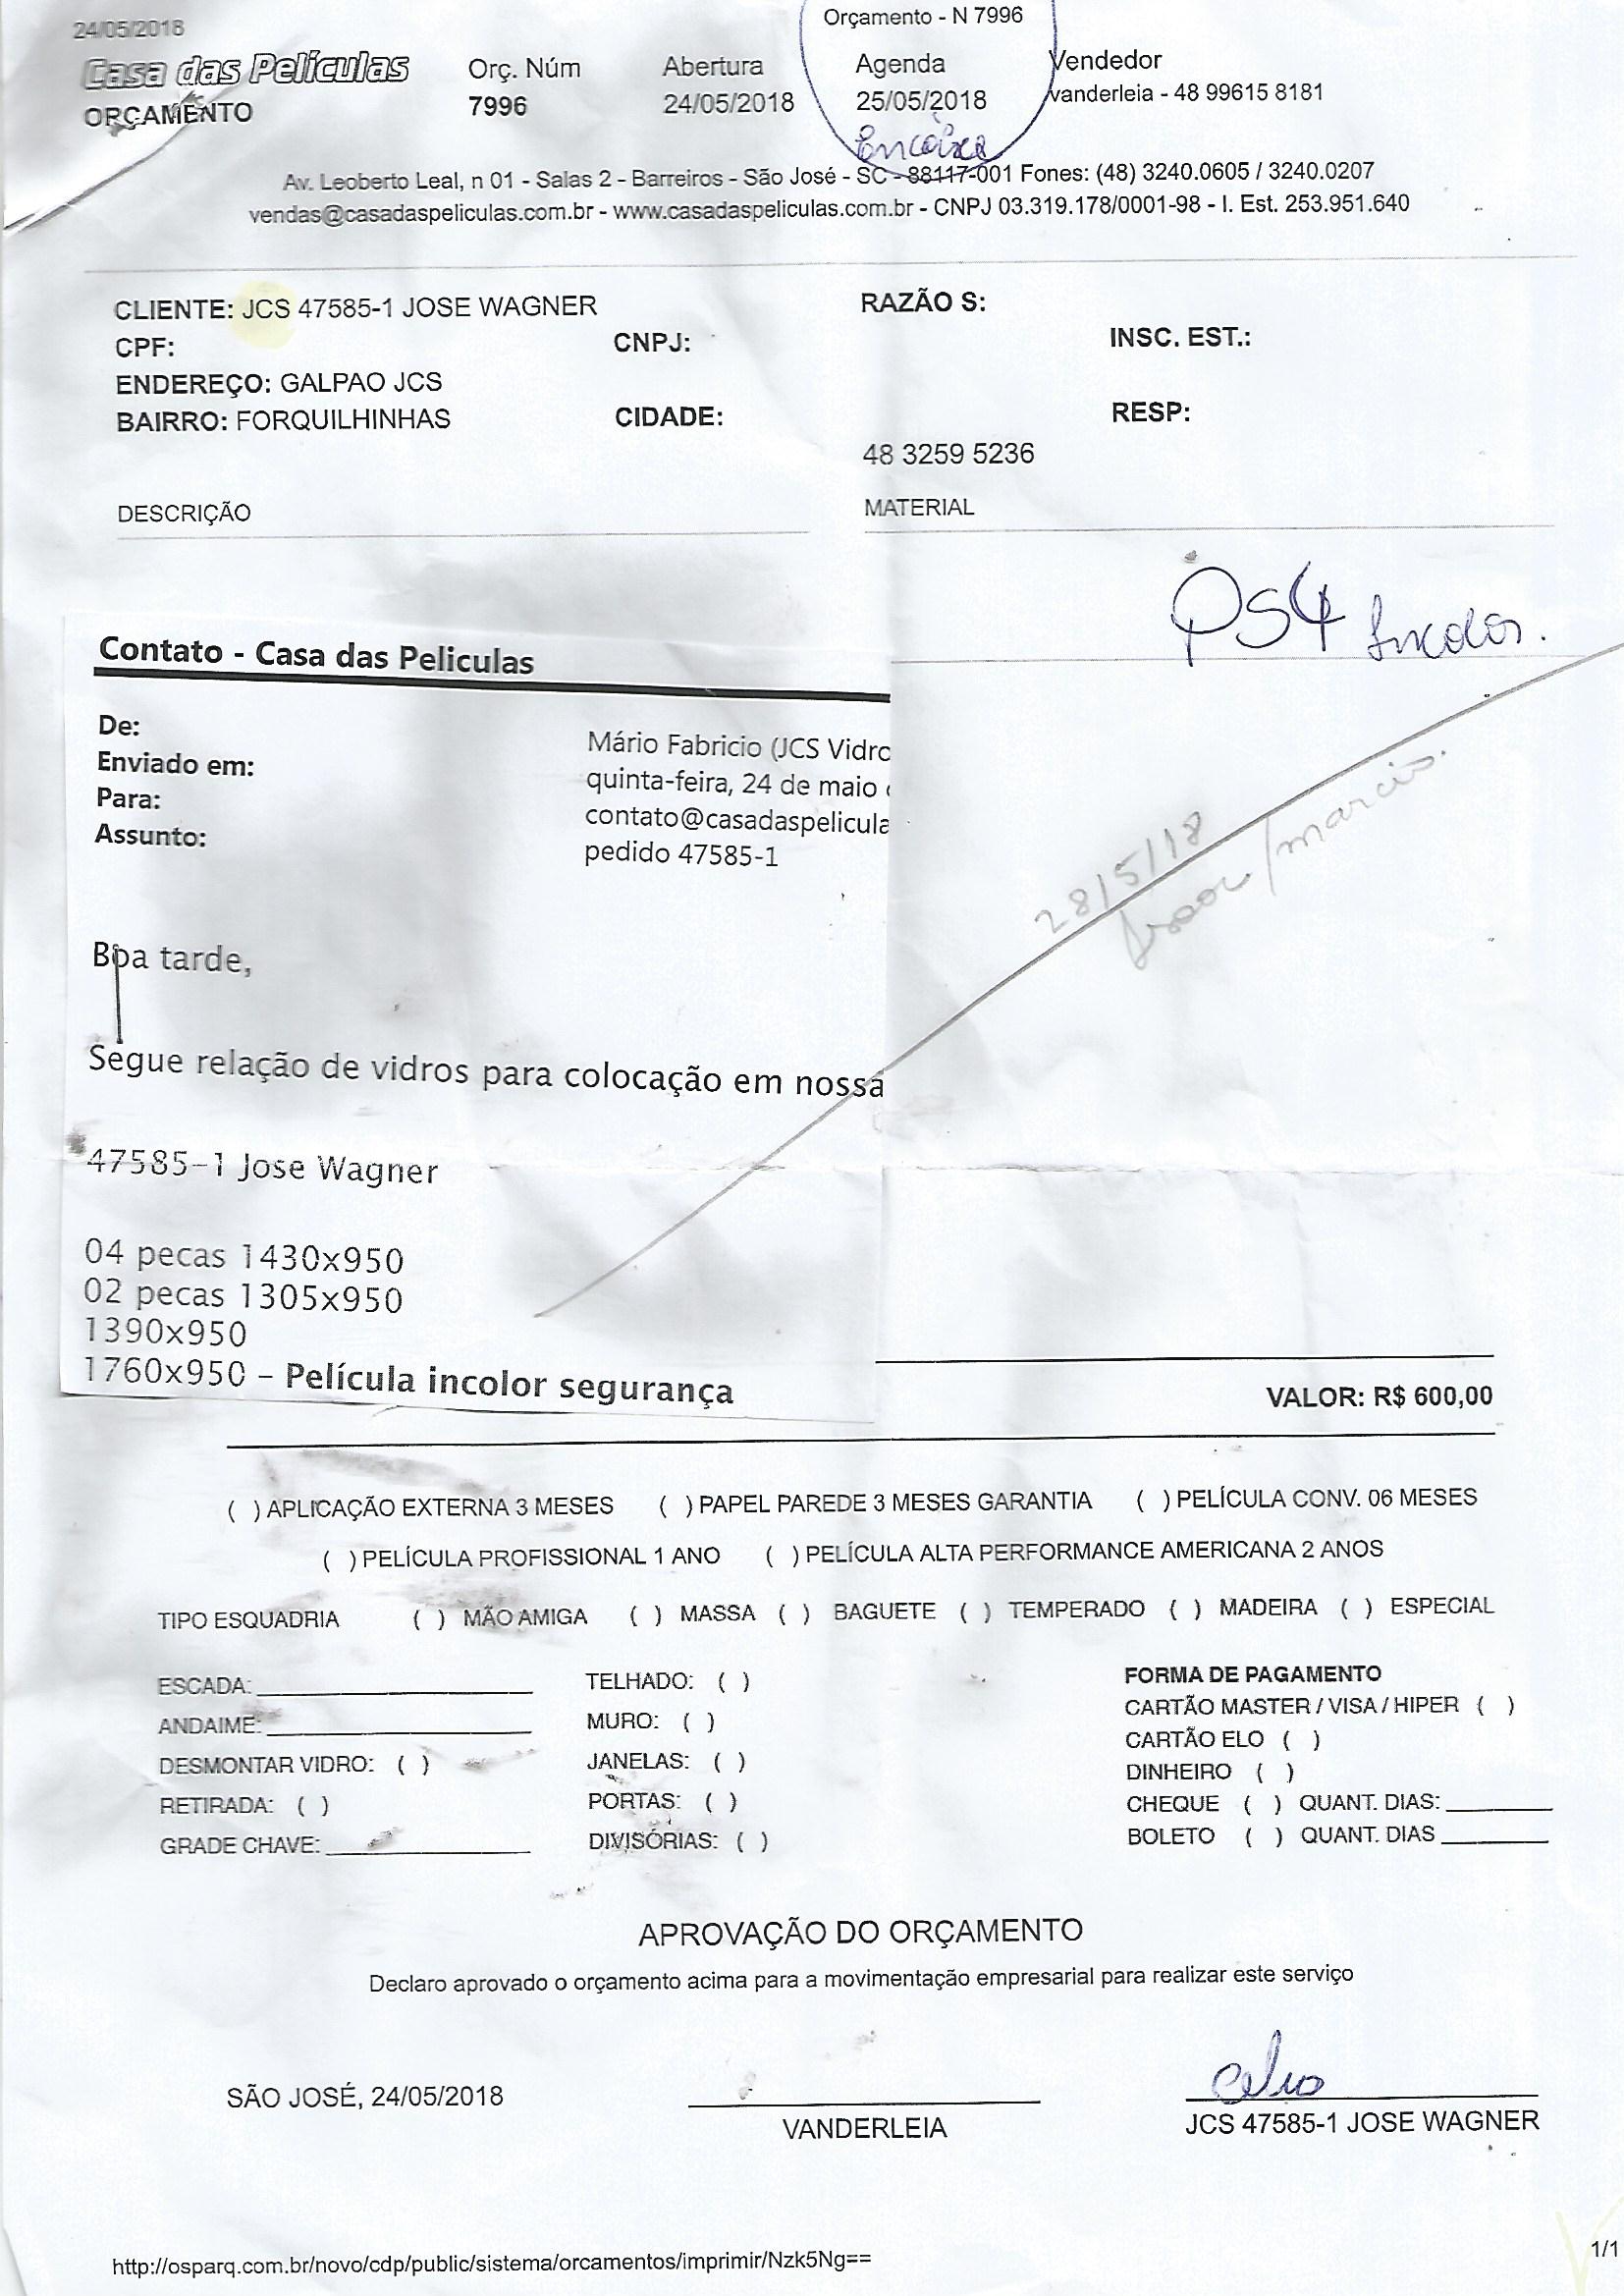 24/05/2018
Orçamento - N 7996
Casa das Películas
ORÇAMENTO
Orç. Núm
7996
Abertura
24/05/2018
Agenda
25/05/2018
Encaixe
Vendedor
vanderleia - 48 99615 8181
Av. Leoberto Leal, n 01 - Salas 2 - Barreiros - São José - SC - 88117-001 Fones: (48) 3240.0605 / 3240.0207
vendas@casadaspeliculas.com.br - www.casadaspeliculas.com.br - CNPJ 03.319.178/0001-98 - I. Est. 253.951.640
CLIENTE: JCS 47585-1 JOSE WAGNER
RAZÃO S:
CPF:
CNPJ:
INSC. EST.:
ENDEREÇO: GALPAO JCS
BAIRRO: FORQUILHINHAS
CIDADE:
RESP:
48 3259 5236
DESCRIÇÃO
MATERIAL
PS4 Incolor.
Contato - Casa das Peliculas
De:
Mário Fabricio (JCS Vidro
Enviado em:
quinta-feira, 24 de maio
Para:
contato@casadaspelicula
Assunto:
pedido 47585-1
28/5/18
/marcio.
Boa tarde,
Segue relação de vidros para colocação em nossa
47585-1 Jose Wagner
04 pecas 1430x950
02 pecas 1305x950
1390x950
1760x950 – Película incolor segurança
VALOR: R$ 600,00
( ) APLICAÇÃO EXTERNA 3 MESES ( ) PAPEL PAREDE 3 MESES GARANTIA ( ) PELÍCULA CONV. 06 MESES
( ) PELÍCULA PROFISSIONAL 1 ANO ( ) PELÍCULA ALTA PERFORMANCE AMERICANA 2 ANOS
TIPO ESQUADRIA ( ) MÃO AMIGA ( ) MASSA ( ) BAGUETE ( ) TEMPERADO ( ) MADEIRA ( ) ESPECIAL
ESCADA:
ANDAIME:
DESMONTAR VIDRO: ( )
RETIRADA: ( )
GRADE CHAVE:
TELHADO: ( )
MURO: ( )
JANELAS: ( )
PORTAS: ( )
DIVISÓRIAS: ( )
FORMA DE PAGAMENTO
CARTÃO MASTER / VISA / HIPER ( )
CARTÃO ELO ( )
DINHEIRO ( )
CHEQUE ( ) QUANT. DIAS:
BOLETO ( ) QUANT. DIAS
APROVAÇÃO DO ORÇAMENTO
Declaro aprovado o orçamento acima para a movimentação empresarial para realizar este serviço
SÃO JOSÉ, 24/05/2018
VANDERLEIA
JCS 47585-1 JOSE WAGNER
http://osparq.com.br/novo/cdp/public/sistema/orcamentos/imprimir/Nzk5Ng==
1/1